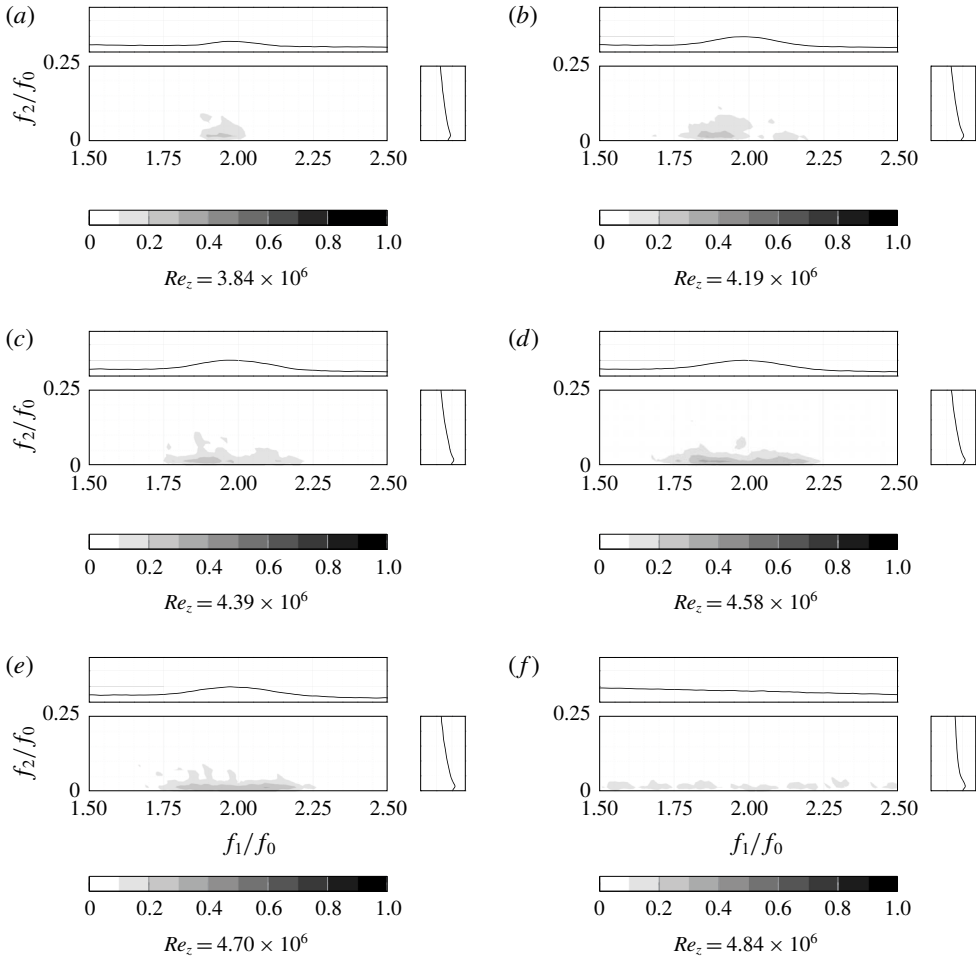 (a)
0.25
f2/f0
0
1.50 1.75 2.00 2.25 2.50
0 0.2 0.4 0.6 0.8 1.0
Rez = 3.84 × 10^6
(b)
0.25
0
1.50 1.75 2.00 2.25 2.50
0 0.2 0.4 0.6 0.8 1.0
Rez = 4.19 × 10^6
(c)
0.25
f2/f0
0
1.50 1.75 2.00 2.25 2.50
0 0.2 0.4 0.6 0.8 1.0
Rez = 4.39 × 10^6
(d)
0.25
0
1.50 1.75 2.00 2.25 2.50
0 0.2 0.4 0.6 0.8 1.0
Rez = 4.58 × 10^6
(e)
0.25
f2/f0
0
1.50 1.75 2.00 2.25 2.50
f1/f0
0 0.2 0.4 0.6 0.8 1.0
Rez = 4.70 × 10^6
(f)
0.25
0
1.50 1.75 2.00 2.25 2.50
f1/f0
0 0.2 0.4 0.6 0.8 1.0
Rez = 4.84 × 10^6